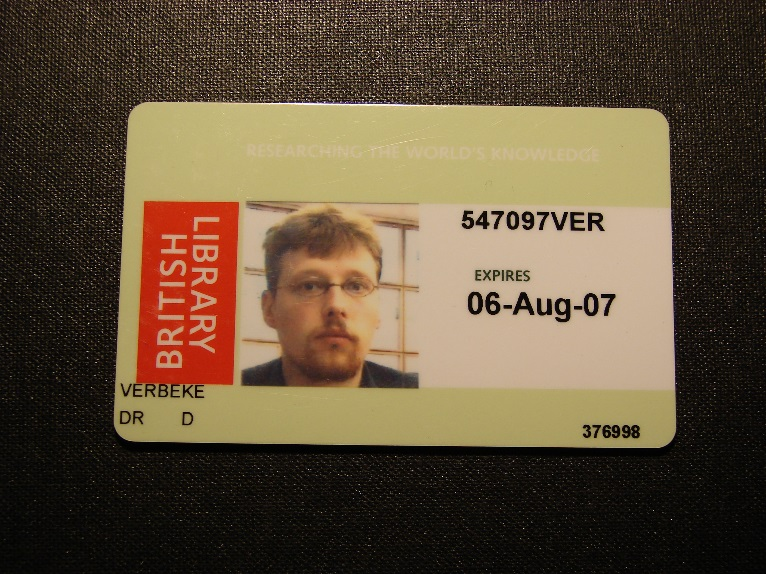 RESEARCHING THE WORLD'S KNOWLEDGE
BRITISH
LIBRARY
547097VER
EXPIRES
06-Aug-07
VERBEKE
DR D
376998